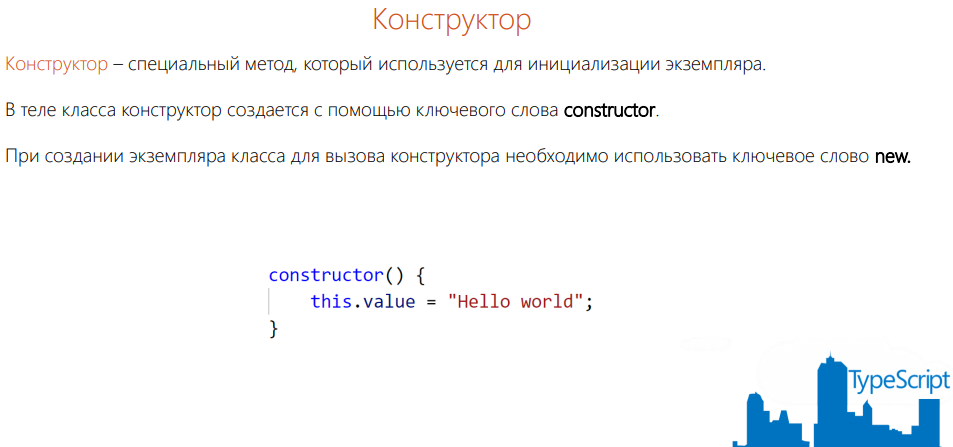 Конструктор
Конструктор – специальный метод, который используется для инициализации экземпляра.
В теле класса конструктор создается с помощью ключевого слова constructor.
При создании экземпляра класса для вызова конструктора необходимо использовать ключевое слово new.
constructor() {
    this.value = "Hello world";
}
TypeScript